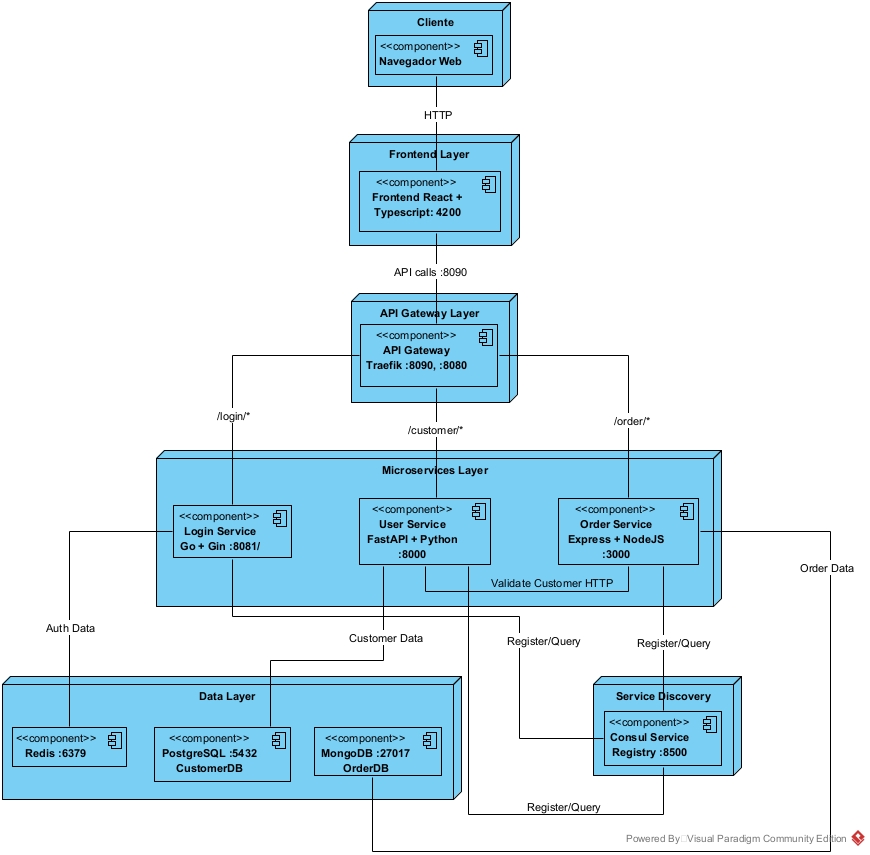 Cliente
<<component>>
Navegador Web
HTTP
Frontend Layer
<<component>>
Frontend React +
Typescript: 4200
API calls :8090
API Gateway Layer
<<component>>
API Gateway
Traefik :8090, :8080
/login/*
/customer/*
/order/*
Microservices Layer
<<component>>
Login Service
Go + Gin :8081/
<<component>>
User Service
FastAPI + Python
:8000
<<component>>
Order Service
Express + NodeJS
:3000
Validate Customer HTTP
Order Data
Auth Data
Customer Data
Register/Query
Register/Query
Data Layer
<<component>>
Redis :6379
<<component>>
PostgreSQL :5432
CustomerDB
<<component>>
MongoDB :27017
OrderDB
Service Discovery
<<component>>
Consul Service
Registry :8500
Register/Query
Powered By Visual Paradigm Community Edition